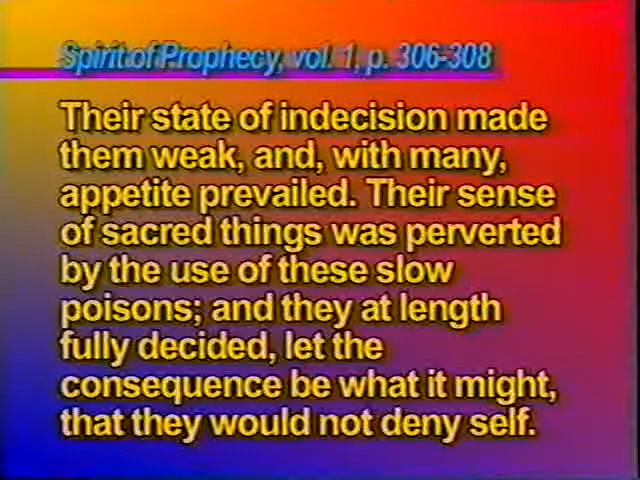 Spirit of Prophecy, vol. 1, p. 306-308
Their state of indecision made
them weak, and, with many,
appetite prevailed. Their sense
of sacred things was perverted
by the use of these slow
poisons; and they at length
fully decided, let the
consequence be what it might,
that they would not deny self.